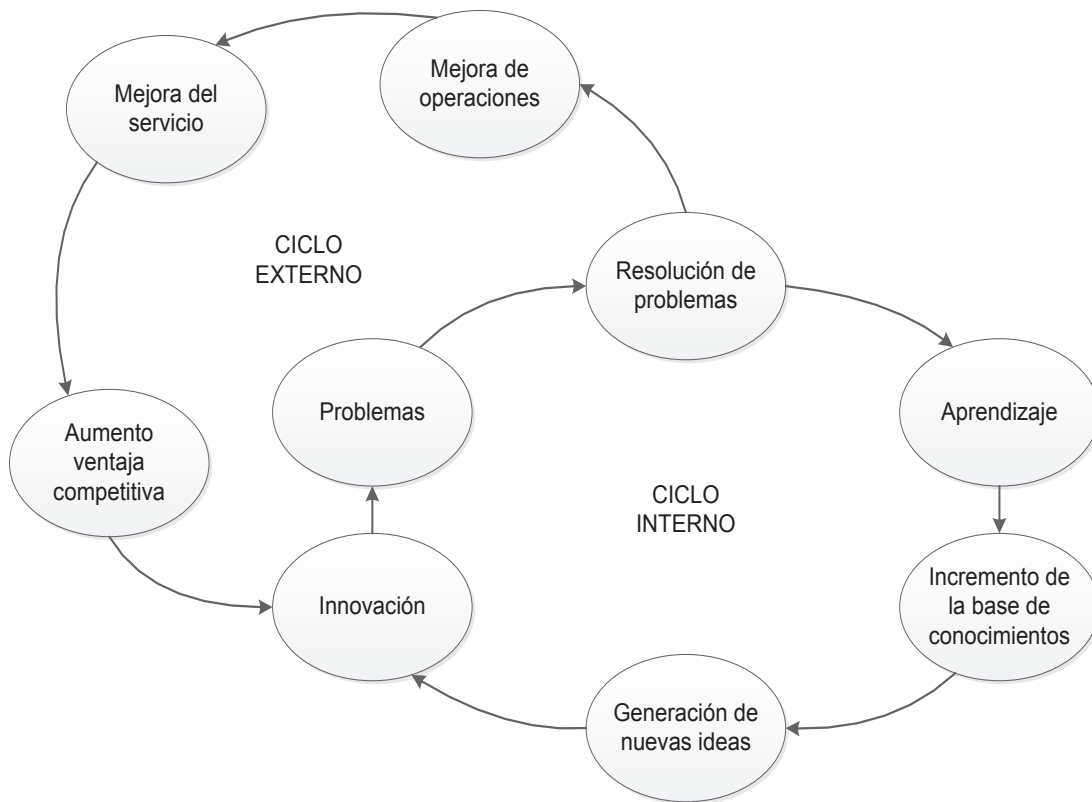 Mejora de
operaciones
Mejora del
servicio
CICLO
EXTERNO
Resolución de
problemas
Problemas
Aprendizaje
Aumento
ventaja
competitiva
CICLO
INTERNO
Innovación
Incremento de
la base de
conocimientos
Generación de
nuevas ideas